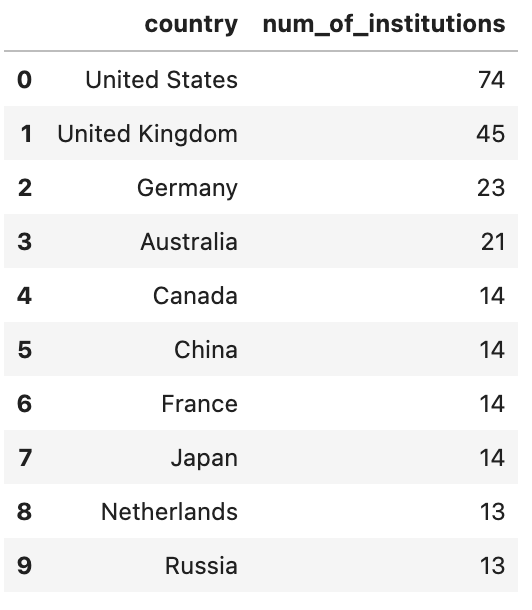 country num_of_institutions
0 United States 74
1 United Kingdom 45
2 Germany 23
3 Australia 21
4 Canada 14
5 China 14
6 France 14
7 Japan 14
8 Netherlands 13
9 Russia 13